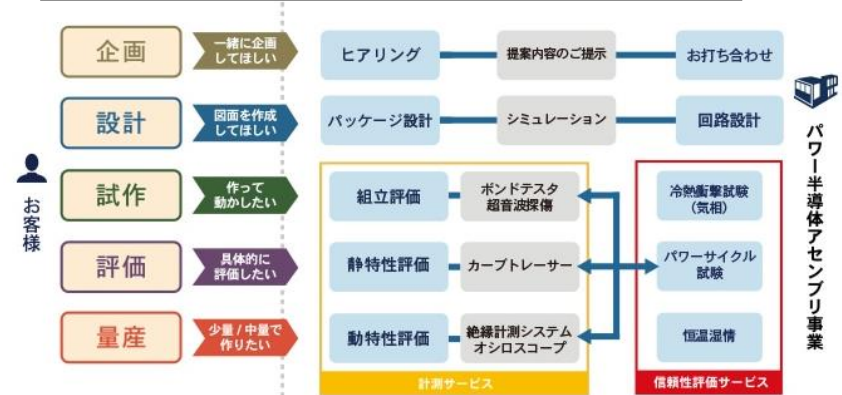 企画
一緒に企画
してほしい
ヒアリング
提案内容のご提示
お打ち合わせ
設計
図面を作成
してほしい
パッケージ設計
シミュレーション
回路設計
お客様
試作
作って
動かしたい
組立評価
ボンドテスタ
超音波探傷
冷熱衝撃試験
(気相)
評価
具体的に
評価したい
静特性評価
カーブトレーサー
パワーサイクル
試験
量産
少量/中量で
作りたい
動特性評価
絶縁計測システム
オシロスコープ
恒温湿情
計測サービス
信頼性評価サービス
パワー半導体アセンブリ事業